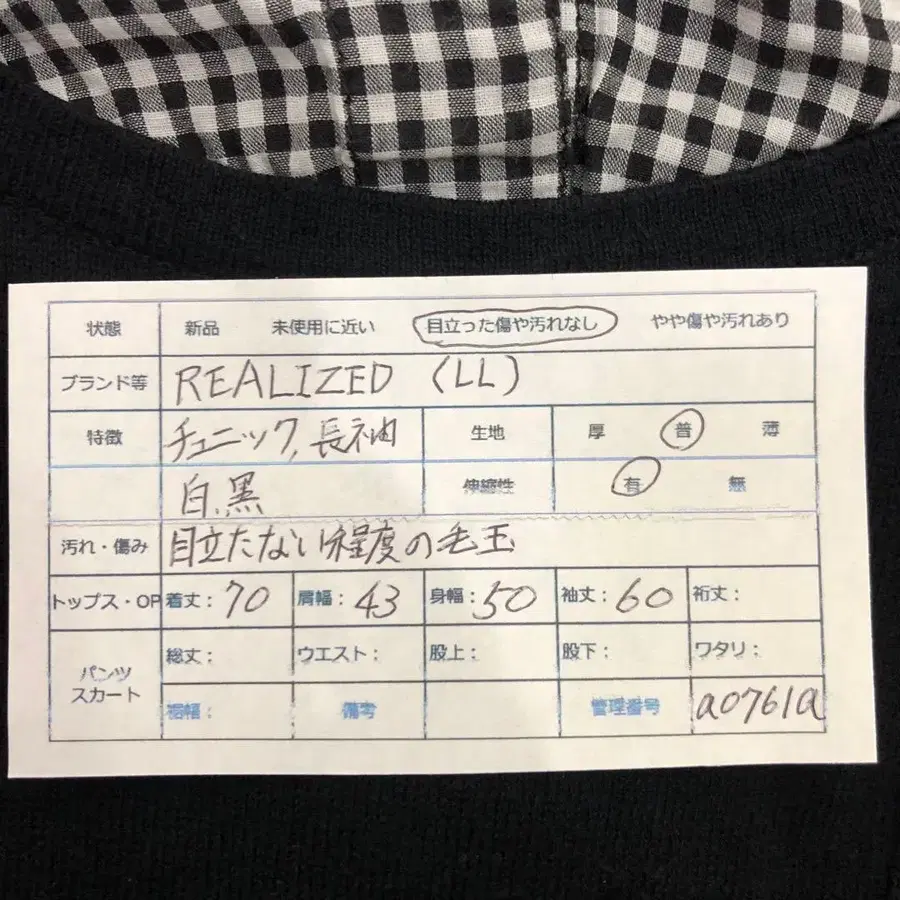 状態 新品 未使用に近い 目立った傷や汚れなし やや傷や汚れあり
ブランド等 REALIZED (LL)
特徴 チュニック,長袖 生地 厚 普 薄
白.黒 伸縮性 有 無
汚れ・傷み 目立たない程度の毛玉
トップス・OP 着丈：70 肩幅：43 身幅：50 袖丈：60 裄丈：
パンツ スカート 総丈： ウエスト： 股上： 股下： ワタリ：
裾幅： 備考 管理番号 a0761a